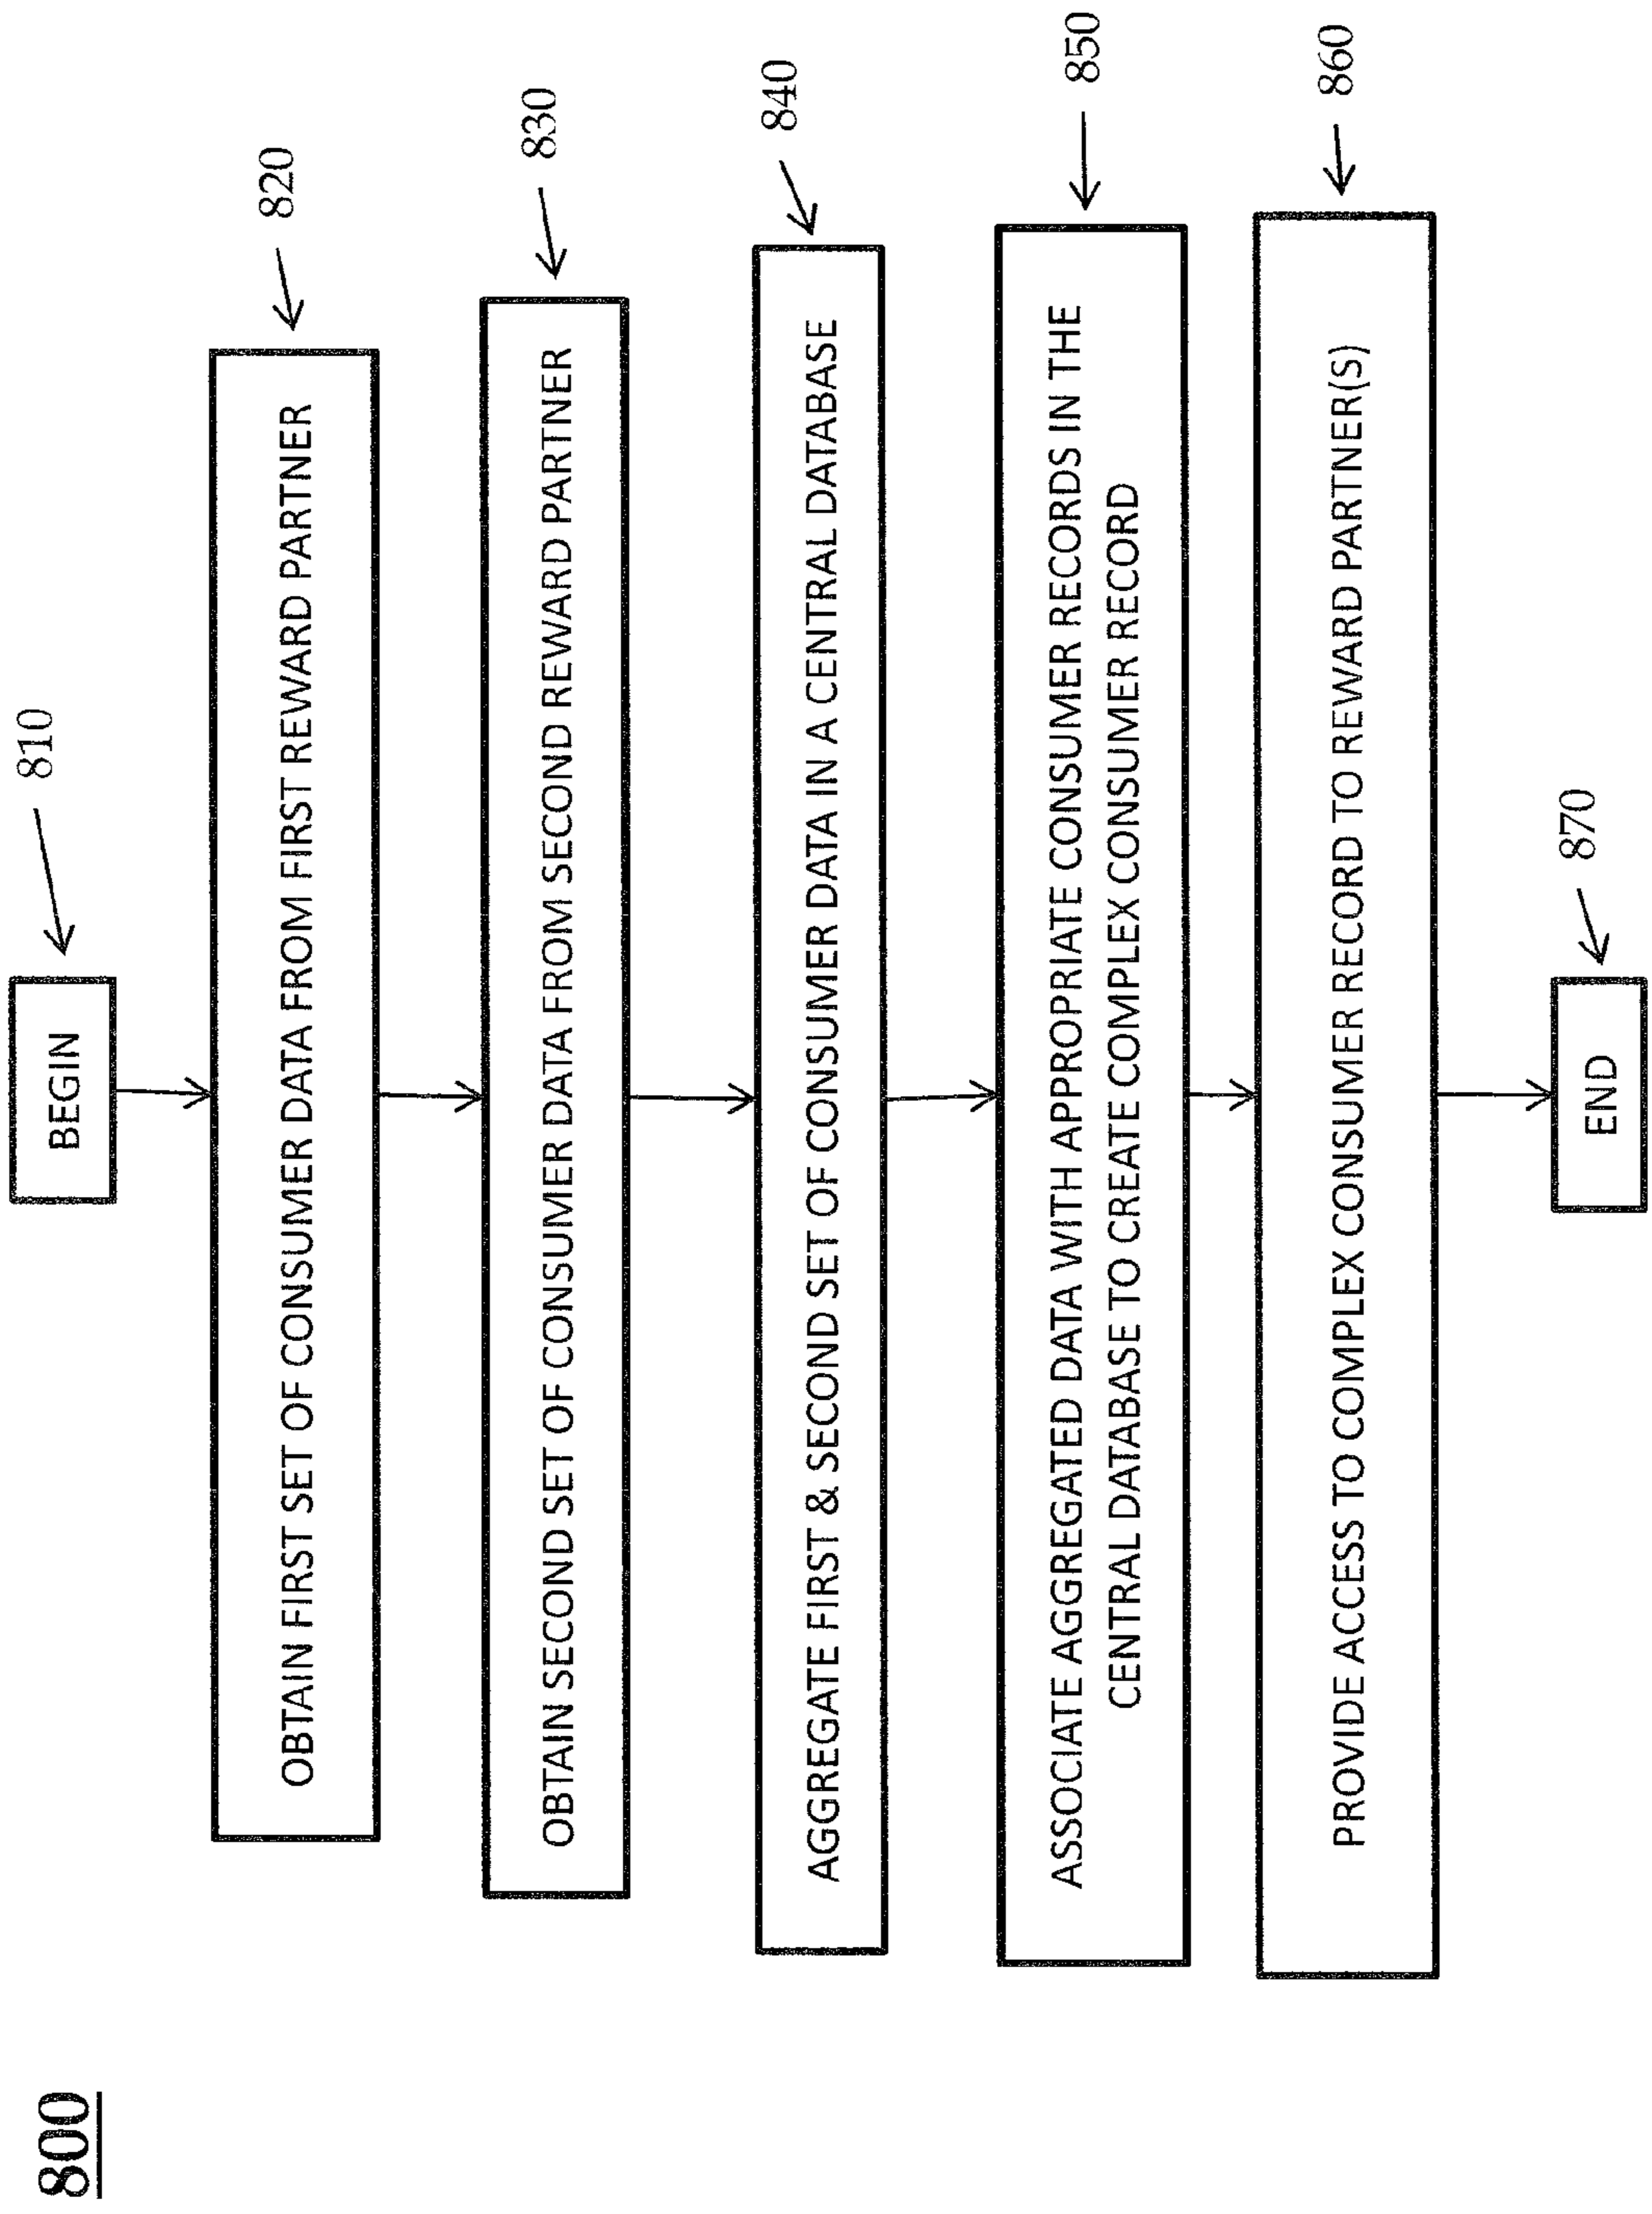 800
BEGIN
810
OBTAIN FIRST SET OF CONSUMER DATA FROM FIRST REWARD PARTNER
820
OBTAIN SECOND SET OF CONSUMER DATA FROM SECOND REWARD PARTNER
830
AGGREGATE FIRST & SECOND SET OF CONSUMER DATA IN A CENTRAL DATABASE
840
ASSOCIATE AGGREGATED DATA WITH APPROPRIATE CONSUMER RECORDS IN THE
CENTRAL DATABASE TO CREATE COMPLEX CONSUMER RECORD
850
PROVIDE ACCESS TO COMPLEX CONSUMER RECORD TO REWARD PARTNER(S)
860
END
870